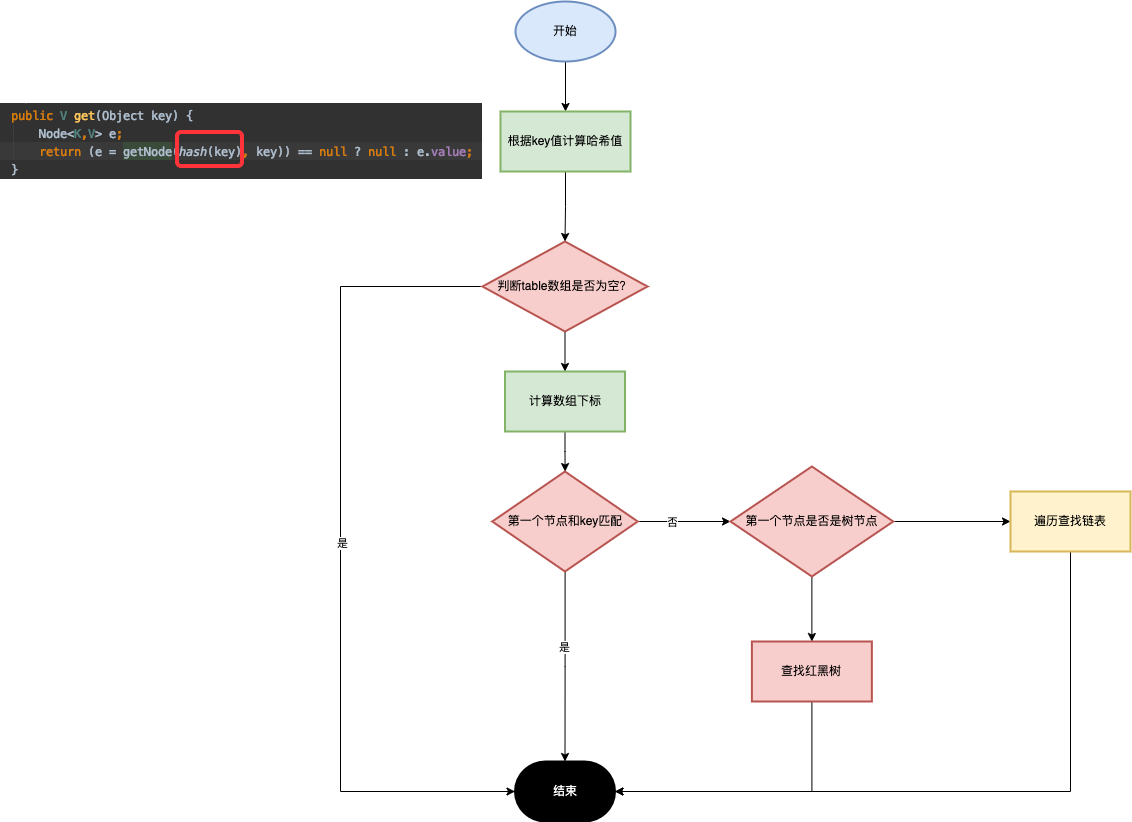 开始
public V get(Object key) {
Node<K,V> e;
return (e = getNode(hash(key), key)) == null ? null : e.value;
}
根据key值计算哈希值
判断table数组是否为空?
计算数组下标
第一个节点和key匹配
否
第一个节点是否是树节点
遍历查找链表
是
是
查找红黑树
结束